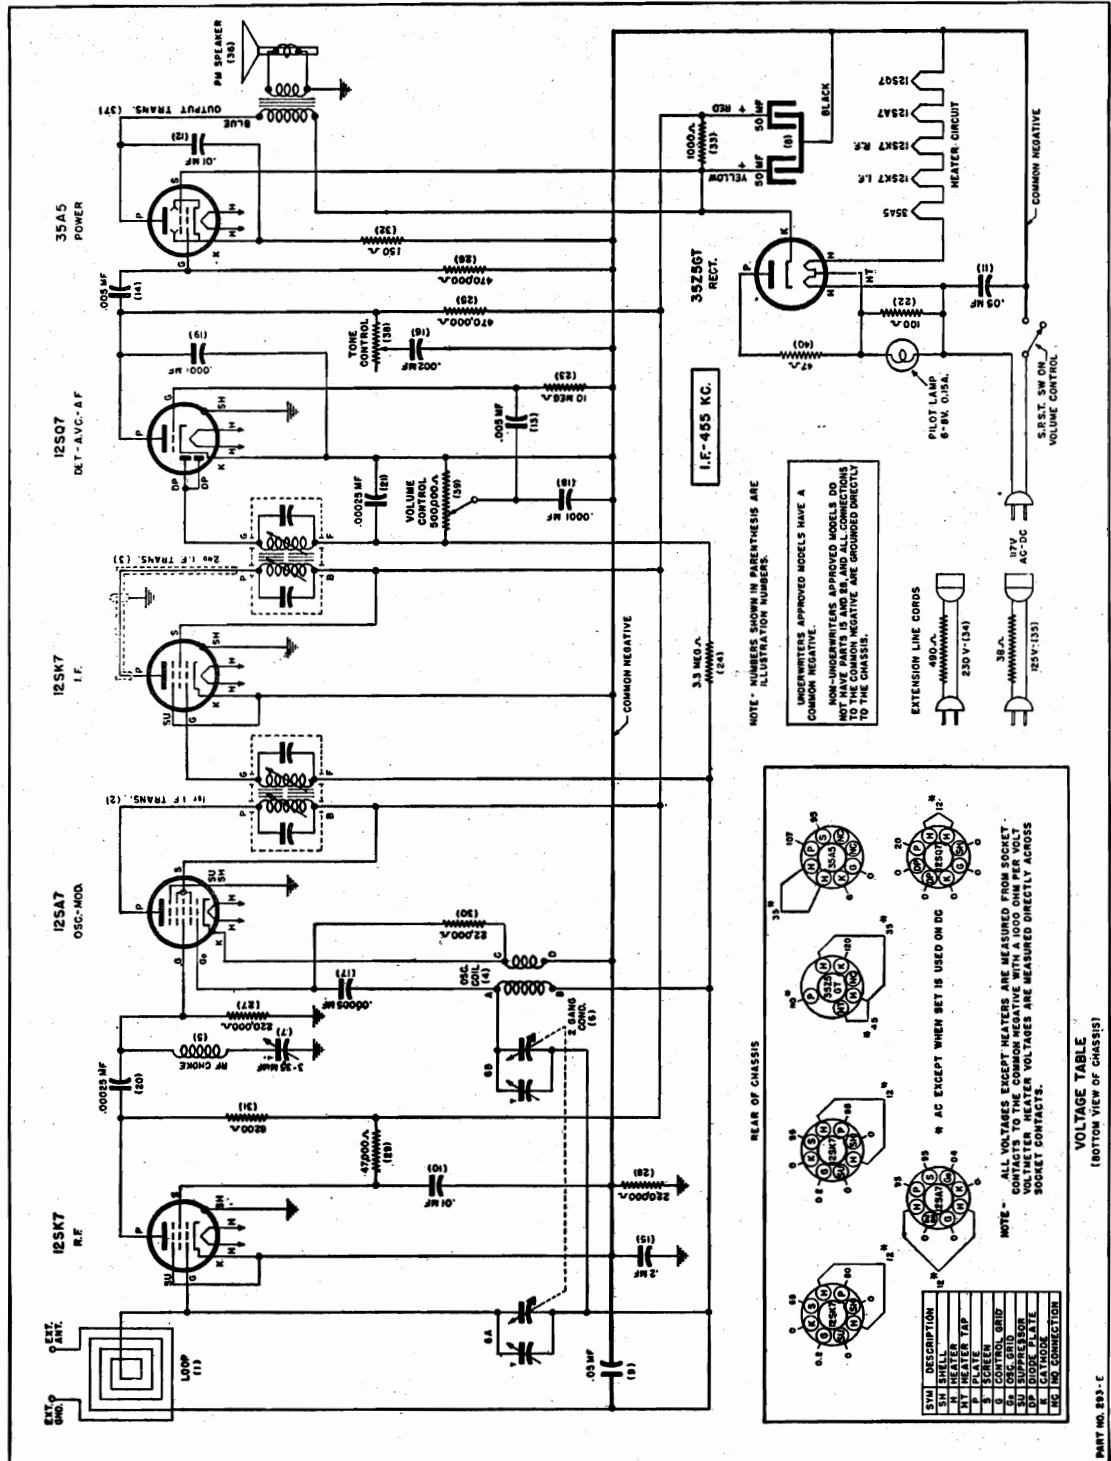 EXT. GND.
EXT. ANT.
LOOP (1)
12SK7
R.F.
12SA7
OSC.-MOD.
12SK7
I.F.
12SQ7
DET.-A.V.C.-A.F.
35A5
POWER
PM SPEAKER
(36)
OUTPUT TRANS. (37)
BLUE
.01 MF
(12)
.005 MF
(14)
.0001 MF
(19)
2ND I.F. TRANS. (3)
1ST I.F. TRANS. (2)
.00025 MF
(20)
8200Ω
(31)
47,000Ω
(29)
.01 MF
(10)
220,000Ω
(28)
.2 MF
(15)
.05 MF
(9)
6A
RF CHOKE
(5)
3-35 MMF
(7)
220,000Ω
(27)
.00005 MF
(17)
22,000Ω
(30)
OSC. COIL
(4)
2 GANG COND.
(6)
6B
3.3 MEG.Ω
(24)
COMMON NEGATIVE
.00025 MF
(21)
VOLUME CONTROL
500,000Ω
(39)
.0001 MF
(18)
.005 MF
(13)
10 MEG.Ω
(23)
TONE CONTROL
(38)
.002 MF
(16)
470,000Ω
(25)
470,000Ω
(26)
150Ω
(32)
1000Ω
(33)
RED
YELLOW
50 MF
50 MF
(8)
BLACK
35Z5GT
RECT.
HEATER CIRCUIT
35A5
12SK7 I.F.
12SK7 R.F.
12SA7
12SQ7
COMMON NEGATIVE
47Ω
(40)
100Ω
(22)
PILOT LAMP
6-8V. 0.15A.
.05 MF
(11)
S.P.S.T. SW ON
VOLUME CONTROL
117V
AC-DC
I.F.-455 KC.
NOTE - NUMBERS SHOWN IN PARENTHESIS ARE
ILLUSTRATION NUMBERS.
UNDERWRITERS APPROVED MODELS HAVE A
COMMON NEGATIVE.
NON-UNDERWRITERS APPROVED MODELS DO
NOT HAVE PARTS 15 AND 28, AND ALL CONNECTIONS
TO THE COMMON NEGATIVE ARE GROUNDED DIRECTLY
TO THE CHASSIS.
EXTENSION LINE CORDS
490Ω
230 V-(34)
38Ω
125V-(35)
REAR OF CHASSIS
12SK7
12SK7
35Z5 GT
35A5
12SA7
12SQ7
* AC EXCEPT WHEN SET IS USED ON DC
NOTE - ALL VOLTAGES EXCEPT HEATERS ARE MEASURED FROM SOCKET
CONTACTS TO THE COMMON NEGATIVE WITH A 1000 OHM PER VOLT
VOLTMETER. HEATER VOLTAGES ARE MEASURED DIRECTLY ACROSS
SOCKET CONTACTS.
SYM DESCRIPTION
SH SHELL
H HEATER
HT HEATER TAP
P PLATE
S SCREEN
G CONTROL GRID
Go OSC. GRID
SU SUPPRESSOR
DP DIODE PLATE
K CATHODE
NC NO CONNECTION
VOLTAGE TABLE
(BOTTOM VIEW OF CHASSIS)
PART NO. 293-E